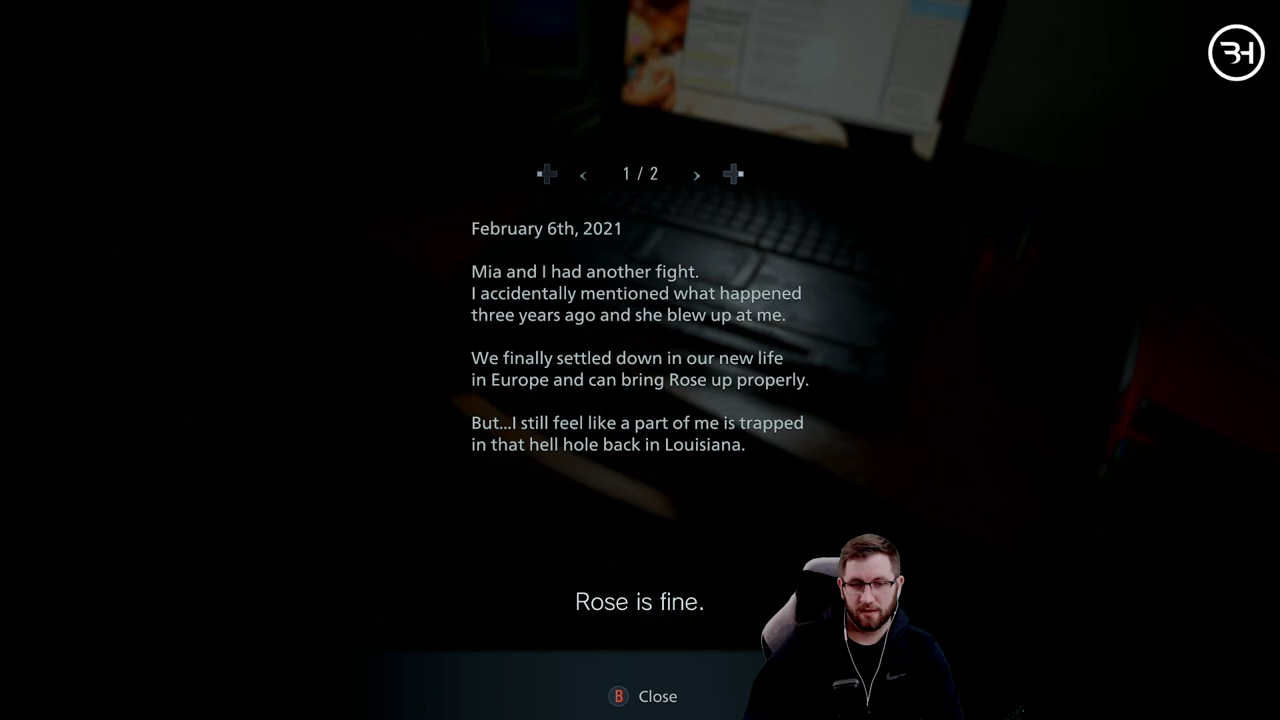 BH
1 / 2
February 6th, 2021
Mia and I had another fight.
I accidentally mentioned what happened
three years ago and she blew up at me.
We finally settled down in our new life
in Europe and can bring Rose up properly.
But...I still feel like a part of me is trapped
in that hell hole back in Louisiana.
Rose is fine.
B Close